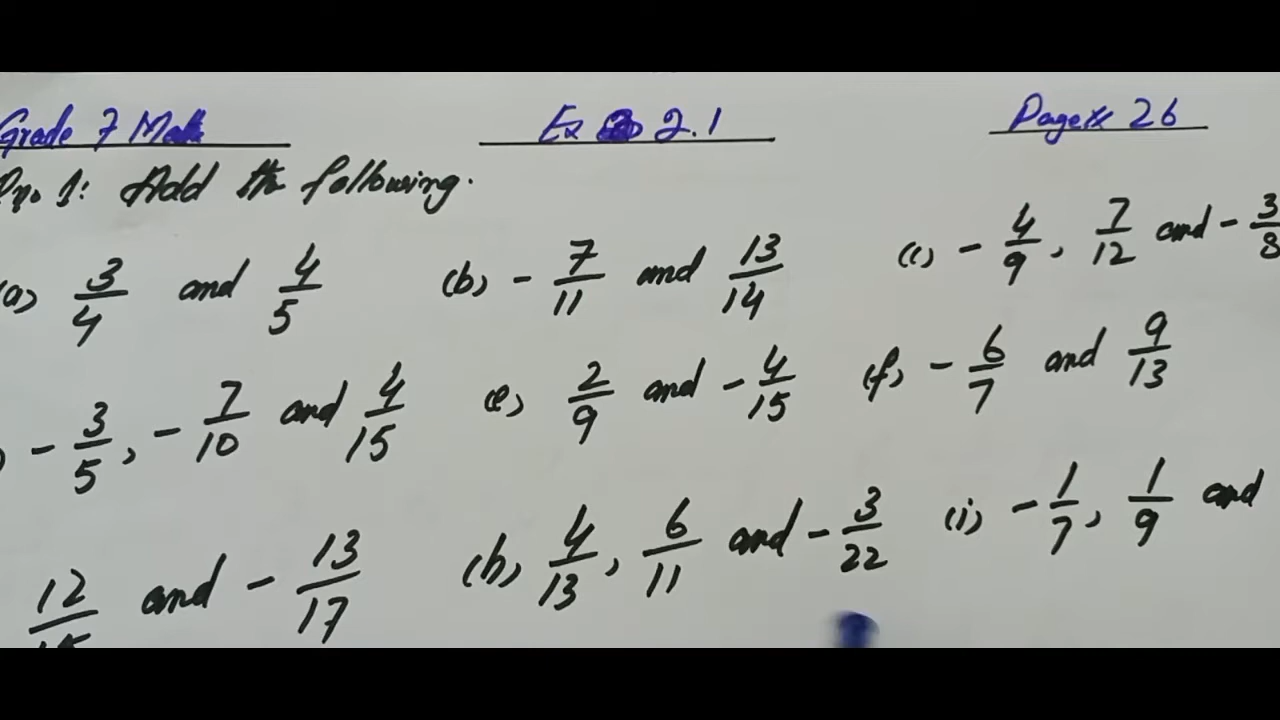 Grade 7 Math Ex 2.1 Page 26
Qno 1: Add the following.
(a) 3/4 and 4/5 (b) - 7/11 and 13/14 (c) - 4/9, 7/12 and - 3/8
) - 3/5, - 7/10 and 4/15 (e) 2/9 and - 4/15 (f) - 6/7 and 9/13
12/15 and - 13/17 (h) 4/13, 6/11 and - 3/22 (i) - 1/7, 1/9 and